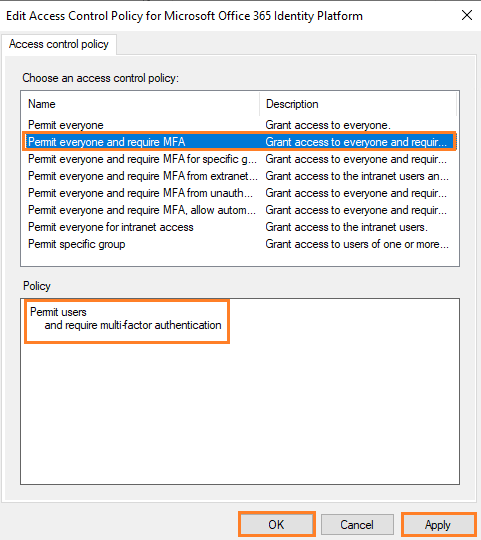 Edit Access Control Policy for Microsoft Office 365 Identity Platform
Access control policy
Choose an access control policy:
Name Description
Permit everyone Grant access to everyone.
Permit everyone and require MFA Grant access to everyone and requir...
Permit everyone and require MFA for specific g... Grant access to everyone and requir...
Permit everyone and require MFA from extranet... Grant access to the intranet users an...
Permit everyone and require MFA from unauth... Grant access to everyone and requir...
Permit everyone and require MFA, allow autom... Grant access to everyone and requir...
Permit everyone for intranet access Grant access to the intranet users.
Permit specific group Grant access to users of one or more...
Policy
Permit users
and require multi-factor authentication
OK Cancel Apply